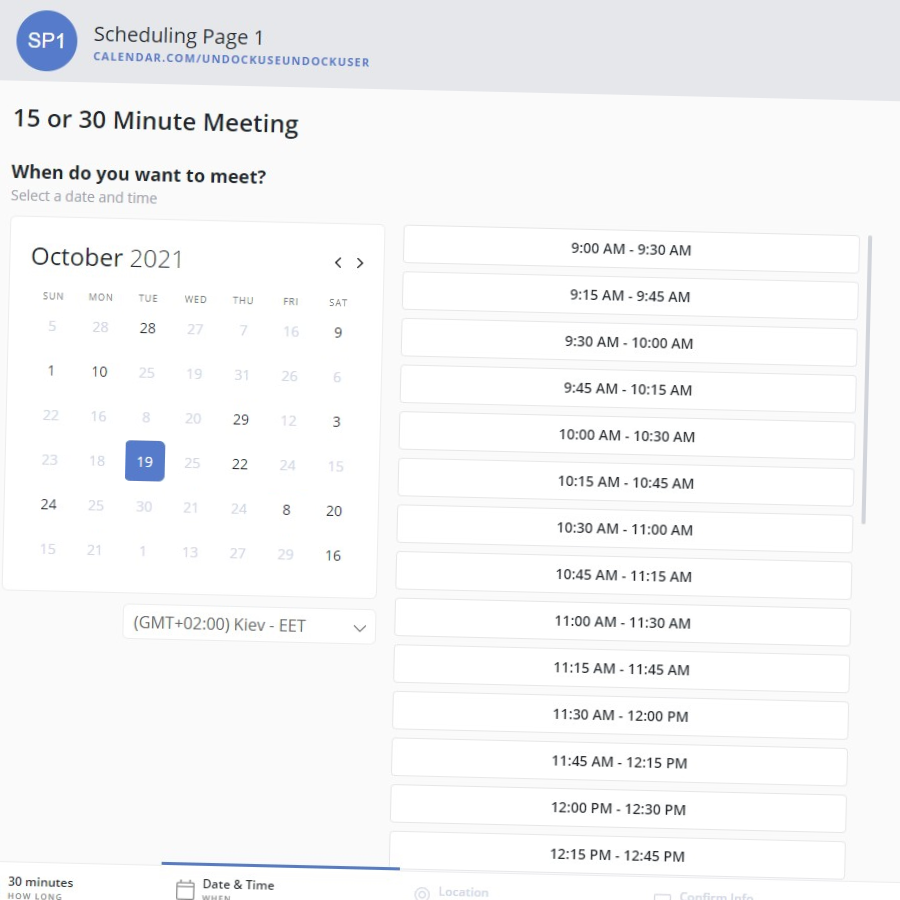 SP1
Scheduling Page 1
CALENDAR.COM/UNDOCKUSEUNDOCKUSER
15 or 30 Minute Meeting
When do you want to meet?
Select a date and time
October 2021
SUN MON TUE WED THU FRI SAT
5 28 28 27 7 16 9
1 10 25 19 31 26 6
22 16 8 20 29 12 3
23 18 19 25 22 24 15
24 25 30 21 24 8 20
15 21 1 13 27 29 16
(GMT+02:00) Kiev - EET
9:00 AM - 9:30 AM
9:15 AM - 9:45 AM
9:30 AM - 10:00 AM
9:45 AM - 10:15 AM
10:00 AM - 10:30 AM
10:15 AM - 10:45 AM
10:30 AM - 11:00 AM
10:45 AM - 11:15 AM
11:00 AM - 11:30 AM
11:15 AM - 11:45 AM
11:30 AM - 12:00 PM
11:45 AM - 12:15 PM
12:00 PM - 12:30 PM
12:15 PM - 12:45 PM
30 minutes
HOW LONG
Date & Time
WHEN
Location
Confirm Info